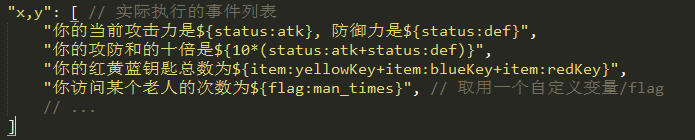 "x,y": [ // 实际执行的事件列表
"你的当前攻击力是${status:atk}, 防御力是${status:def}",
"你的攻防和的十倍是${10*(status:atk+status:def)}",
"你的红黄蓝钥匙总数为${item:yellowKey+item:blueKey+item:redKey}",
"你访问某个老人的次数为${flag:man_times}", // 取用一个自定义变量/flag
// ...
]